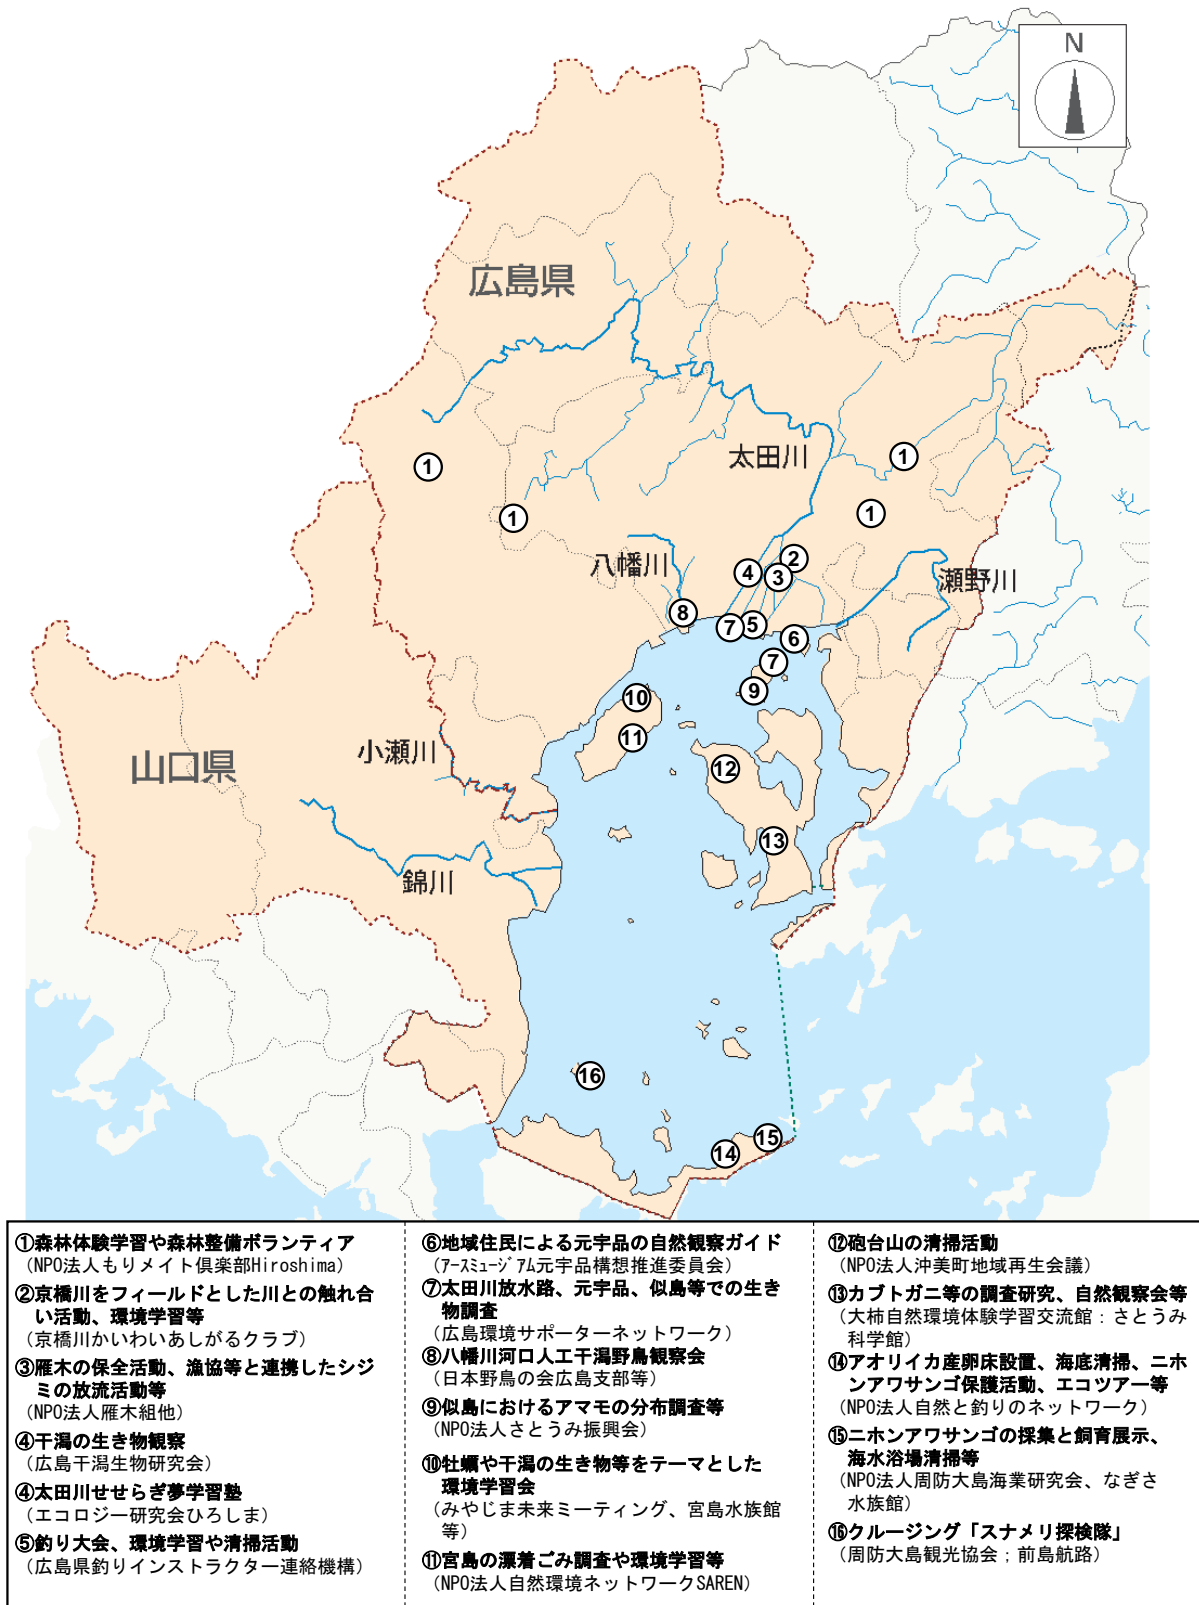 N
広島県
太田川
①
①
①
①
八幡川
②
④
③
瀬野川
⑧
⑦
⑤
⑥
⑦
⑨
⑩
⑪
小瀬川
山口県
⑫
⑬
錦川
⑯
⑭
⑮
①森林体験学習や森林整備ボランティア
(NPO法人もりメイト倶楽部Hiroshima)
②京橋川をフィールドとした川との触れ合
い活動、環境学習等
(京橋川かいわいあしがるクラブ)
③雁木の保全活動、漁協等と連携したシジ
ミの放流活動等
(NPO法人雁木組他)
④干潟の生き物観察
(広島干潟生物研究会)
④太田川せせらぎ夢学習塾
(エコロジー研究会ひろしま)
⑤釣り大会、環境学習や清掃活動
(広島県釣りインストラクター連絡機構)
⑥地域住民による元宇品の自然観察ガイド
(ｱｰｽﾐｭｰｼﾞｱﾑ元宇品構想推進委員会)
⑦太田川放水路、元宇品、似島等での生き
物調査
(広島環境サポーターネットワーク)
⑧八幡川河口人工干潟野鳥観察会
(日本野鳥の会広島支部等)
⑨似島におけるアマモの分布調査等
(NPO法人さとうみ振興会)
⑩牡蠣や干潟の生き物等をテーマとした
環境学習会
(みやじま未来ミーティング、宮島水族館
等)
⑪宮島の漂着ごみ調査や環境学習等
(NPO法人自然環境ネットワークSAREN)
⑫砲台山の清掃活動
(NPO法人沖美町地域再生会議)
⑬カブトガニ等の調査研究、自然観察会等
(大柿自然環境体験学習交流館：さとうみ
科学館)
⑭アオリイカ産卵床設置、海底清掃、ニホ
ンアワサンゴ保護活動、エコツアー等
(NPO法人自然と釣りのネットワーク)
⑮ニホンアワサンゴの採集と飼育展示、
海水浴場清掃等
(NPO法人周防大島海業研究会、なぎさ
水族館)
⑯クルージング「スナメリ探検隊」
(周防大島観光協会；前島航路)